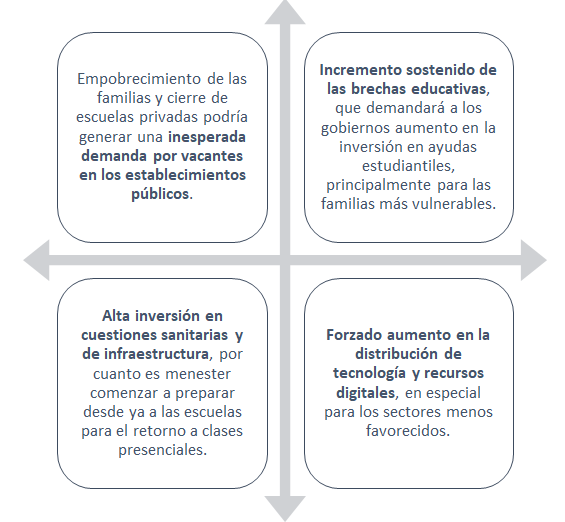 Empobrecimiento de las
familias y cierre de
escuelas privadas podría
generar una inesperada
demanda por vacantes
en los establecimientos
públicos.
Incremento sostenido de
las brechas educativas,
que demandará a los
gobiernos aumento en la
inversión en ayudas
estudiantiles,
principalmente para las
familias más vulnerables.
Alta inversión en
cuestiones sanitarias y
de infraestructura, por
cuanto es menester
comenzar a preparar
desde ya a las escuelas
para el retorno a clases
presenciales.
Forzado aumento en la
distribución de
tecnología y recursos
digitales, en especial
para los sectores menos
favorecidos.